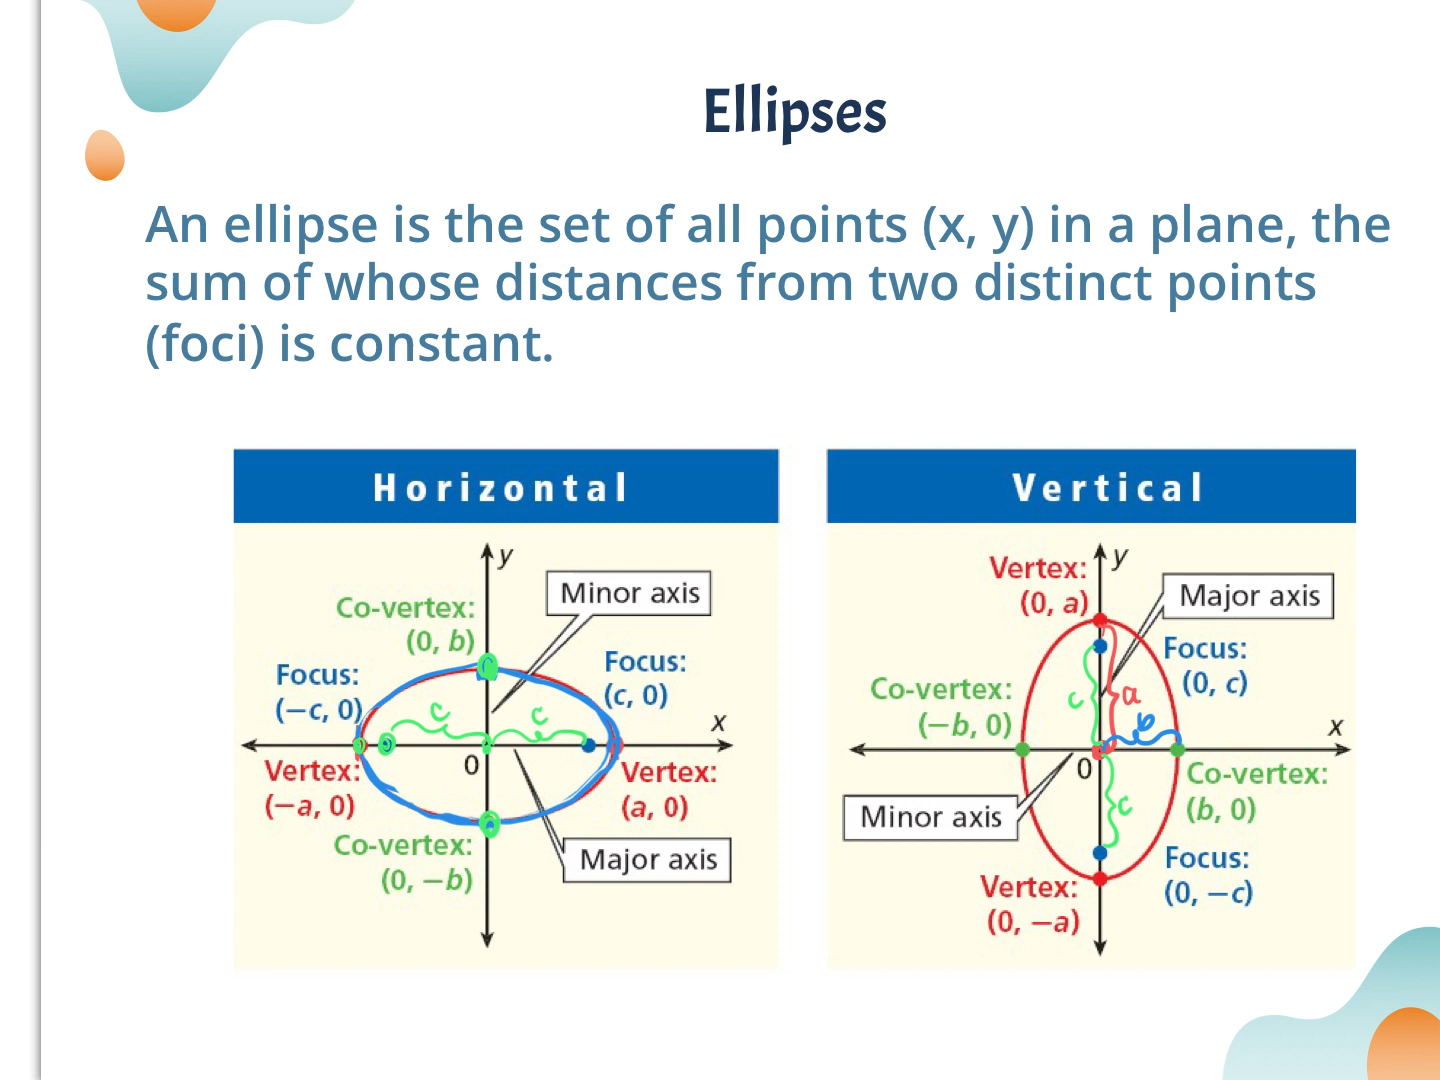 Ellipses
An ellipse is the set of all points (x, y) in a plane, the
sum of whose distances from two distinct points
(foci) is constant.
Horizontal
y
Minor axis
Co-vertex:
(0, b)
Focus:
(−c, 0)
Focus:
(c, 0)
c
c
x
0
Vertex:
(−a, 0)
Vertex:
(a, 0)
Co-vertex:
(0, −b)
Major axis
Vertical
y
Vertex:
(0, a)
Major axis
Focus:
(0, c)
Co-vertex:
(−b, 0)
c
a
b
x
0
Co-vertex:
(b, 0)
Minor axis
c
Focus:
(0, −c)
Vertex:
(0, −a)